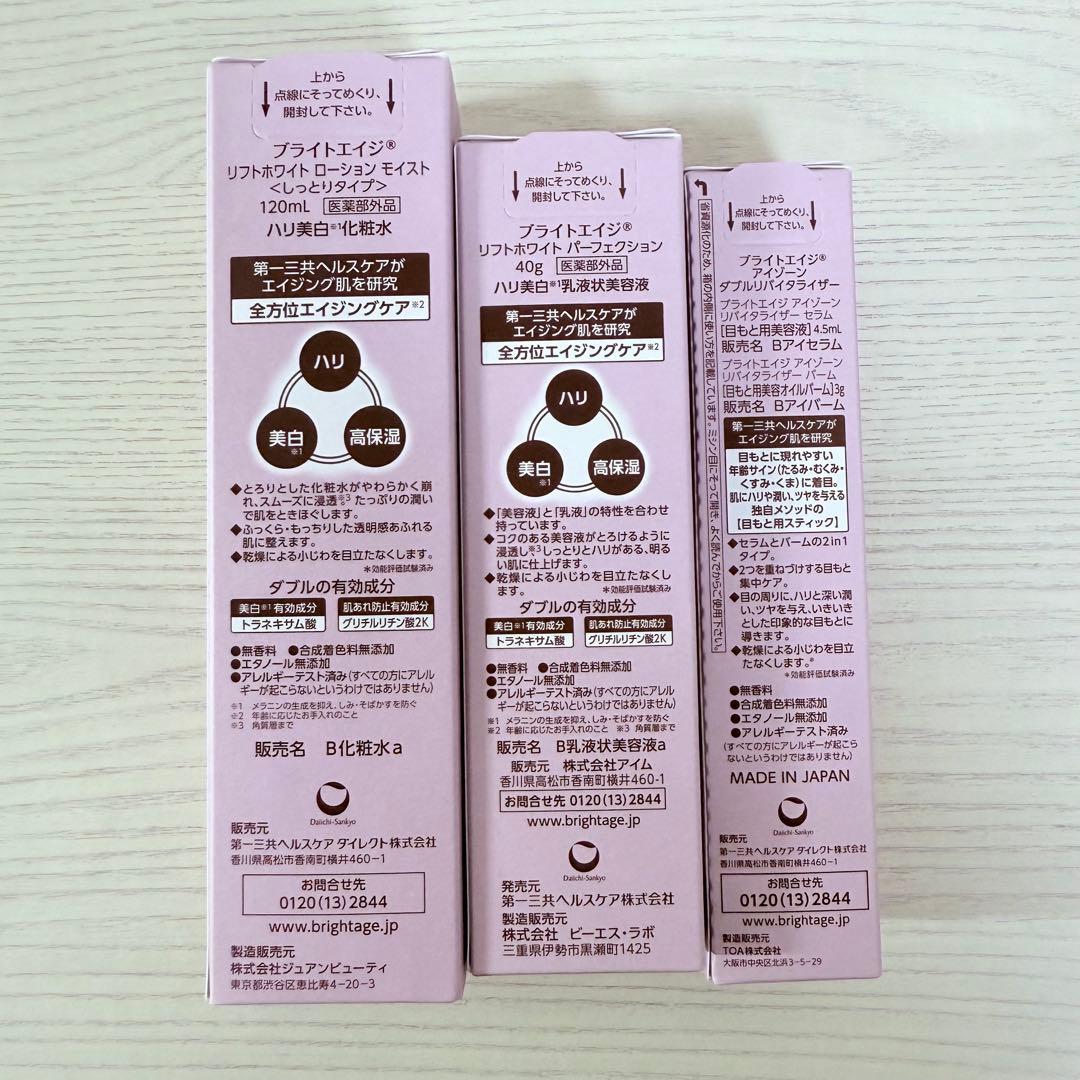 上から
点線にそってめくり、
開封して下さい。
ブライトエイジ®
リフトホワイト ローション モイスト
＜しっとりタイプ＞
120mL 医薬部外品
ハリ美白※1化粧水
第一三共ヘルスケアが
エイジング肌を研究
全方位エイジングケア※2
ハリ
美白
※1
高保湿
◆とろりとした化粧水がやわらかく崩
れ、スムーズに浸透※3。たっぷりの潤い
で肌をときほぐします。
◆ふっくら・もっちりした透明感あふれる
肌に整えます。
◆乾燥による小じわを目立たなくします。
＊効能評価試験済み
ダブルの有効成分
美白※1有効成分
トラネキサム酸
肌あれ防止有効成分
グリチルリチン酸2K
●無香料 ●合成着色料無添加
●エタノール無添加
●アレルギーテスト済み(すべての方にアレル
ギーが起こらないというわけではありません)
※1 メラニンの生成を抑え、しみ・そばかすを防ぐ
※2 年齢に応じたお手入れのこと
※3 角質層まで
販売名 B化粧水a
Daiichi-Sankyo
販売元
第一三共ヘルスケア ダイレクト株式会社
香川県高松市香南町横井460-1
お問合せ先
0120(13)2844
www.brightage.jp
製造販売元
株式会社ジュアンビューティ
東京都渋谷区恵比寿4-20-3
上から
点線にそってめくり、
開封して下さい。
ブライトエイジ®
リフトホワイト パーフェクション
40g 医薬部外品
ハリ美白※1乳液状美容液
第一三共ヘルスケアが
エイジング肌を研究
全方位エイジングケア※2
ハリ
美白
※1
高保湿
◆「美容液」と「乳液」の特性を合わせ
持っています。
◆コクのある美容液がとろけるように
浸透し※3、しっとりとハリがある、明る
い肌に仕上げます。
◆乾燥による小じわを目立たなくし
ます。 ＊効能評価試験済み
ダブルの有効成分
美白※1有効成分
トラネキサム酸
肌あれ防止有効成分
グリチルリチン酸2K
●無香料 ●合成着色料無添加
●エタノール無添加
●アレルギーテスト済み(すべての方にアレル
ギーが起こらないというわけではありません)
※1 メラニンの生成を抑え、しみ・そばかすを防ぐ
※2 年齢に応じたお手入れのこと ※3 角質層まで
販売名 B乳液状美容液a
販売元 株式会社アイム
香川県高松市香南町横井460-1
お問合せ先 0120(13)2844
www.brightage.jp
Daiichi-Sankyo
発売元
第一三共ヘルスケア株式会社
製造販売元
株式会社 ビーエス・ラボ
三重県伊勢市黒瀬町1425
省資源化のため、箱の内側に使い方を記載しています。ミシン目にそって開き、よく読んでからご使用下さい。
上から
点線にそってめくり、
開封して下さい。
ブライトエイジ®
アイゾーン
ダブルリバイタライザー
ブライトエイジ アイゾーン
リバイタライザー セラム
[目もと用美容液]4.5mL
販売名 Bアイセラム
ブライトエイジ アイゾーン
リバイタライザー バーム
[目もと用美容オイルバーム]3g
販売名 Bアイバーム
第一三共ヘルスケアが
エイジング肌を研究
目もとに現れやすい
年齢サイン(たるみ・むくみ・
くすみ・くま)に着目。
肌にハリや潤い、ツヤを与える
独自メソッドの
【目もと用スティック】
◆セラムとバームの2in1
タイプ。
◆2つを重ねづけする目もと
集中ケア。
◆目の周りに、ハリと深い潤
い、ツヤを与え、いきいき
とした印象的な目もとに
導きます。
◆乾燥による小じわを目立
たなくします。＊
＊効能評価試験済み
●無香料
●合成着色料無添加
●エタノール無添加
●アレルギーテスト済み
(すべての方にアレルギーが起こら
ないというわけではありません)
MADE IN JAPAN
Daiichi-Sankyo
販売元
第一三共ヘルスケア ダイレクト株式会社
香川県高松市香南町横井460-1
お問合せ先
0120(13)2844
www.brightage.jp
製造販売元
TOA株式会社
大阪市中央区北浜3-5-29